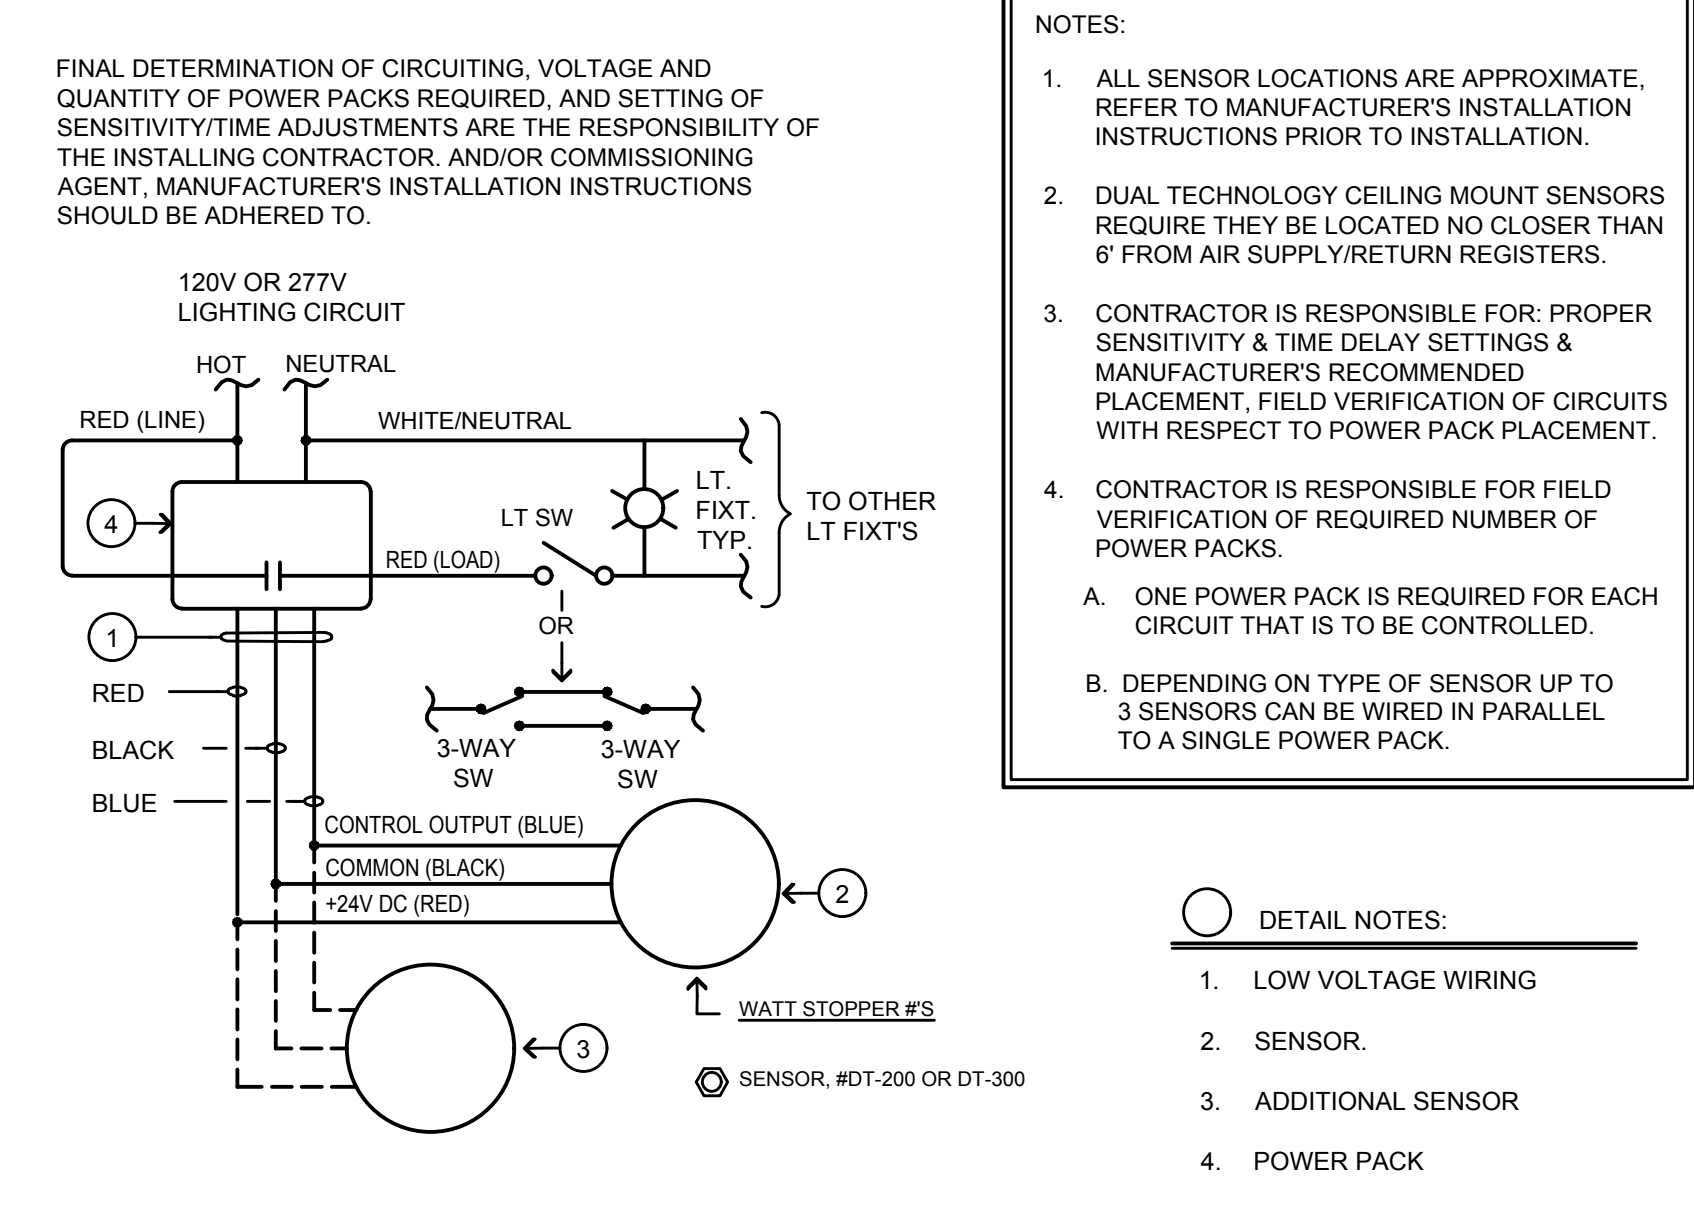 FINAL DETERMINATION OF CIRCUITING, VOLTAGE AND
QUANTITY OF POWER PACKS REQUIRED, AND SETTING OF
SENSITIVITY/TIME ADJUSTMENTS ARE THE RESPONSIBILITY OF
THE INSTALLING CONTRACTOR. AND/OR COMMISSIONING
AGENT, MANUFACTURER'S INSTALLATION INSTRUCTIONS
SHOULD BE ADHERED TO.
120V OR 277V
LIGHTING CIRCUIT
HOT
NEUTRAL
RED (LINE)
WHITE/NEUTRAL
LT.
FIXT.
TYP.
TO OTHER
LT FIXT'S
4
LT SW
RED (LOAD)
OR
1
RED
BLACK
BLUE
3-WAY
SW
3-WAY
SW
CONTROL OUTPUT (BLUE)
COMMON (BLACK)
+24V DC (RED)
2
3
WATT STOPPER #'S
SENSOR, #DT-200 OR DT-300
NOTES:
1. ALL SENSOR LOCATIONS ARE APPROXIMATE,
REFER TO MANUFACTURER'S INSTALLATION
INSTRUCTIONS PRIOR TO INSTALLATION.
2. DUAL TECHNOLOGY CEILING MOUNT SENSORS
REQUIRE THEY BE LOCATED NO CLOSER THAN
6' FROM AIR SUPPLY/RETURN REGISTERS.
3. CONTRACTOR IS RESPONSIBLE FOR: PROPER
SENSITIVITY & TIME DELAY SETTINGS &
MANUFACTURER'S RECOMMENDED
PLACEMENT, FIELD VERIFICATION OF CIRCUITS
WITH RESPECT TO POWER PACK PLACEMENT.
4. CONTRACTOR IS RESPONSIBLE FOR FIELD
VERIFICATION OF REQUIRED NUMBER OF
POWER PACKS.
A. ONE POWER PACK IS REQUIRED FOR EACH
CIRCUIT THAT IS TO BE CONTROLLED.
B. DEPENDING ON TYPE OF SENSOR UP TO
3 SENSORS CAN BE WIRED IN PARALLEL
TO A SINGLE POWER PACK.
DETAIL NOTES:
1. LOW VOLTAGE WIRING
2. SENSOR.
3. ADDITIONAL SENSOR
4. POWER PACK